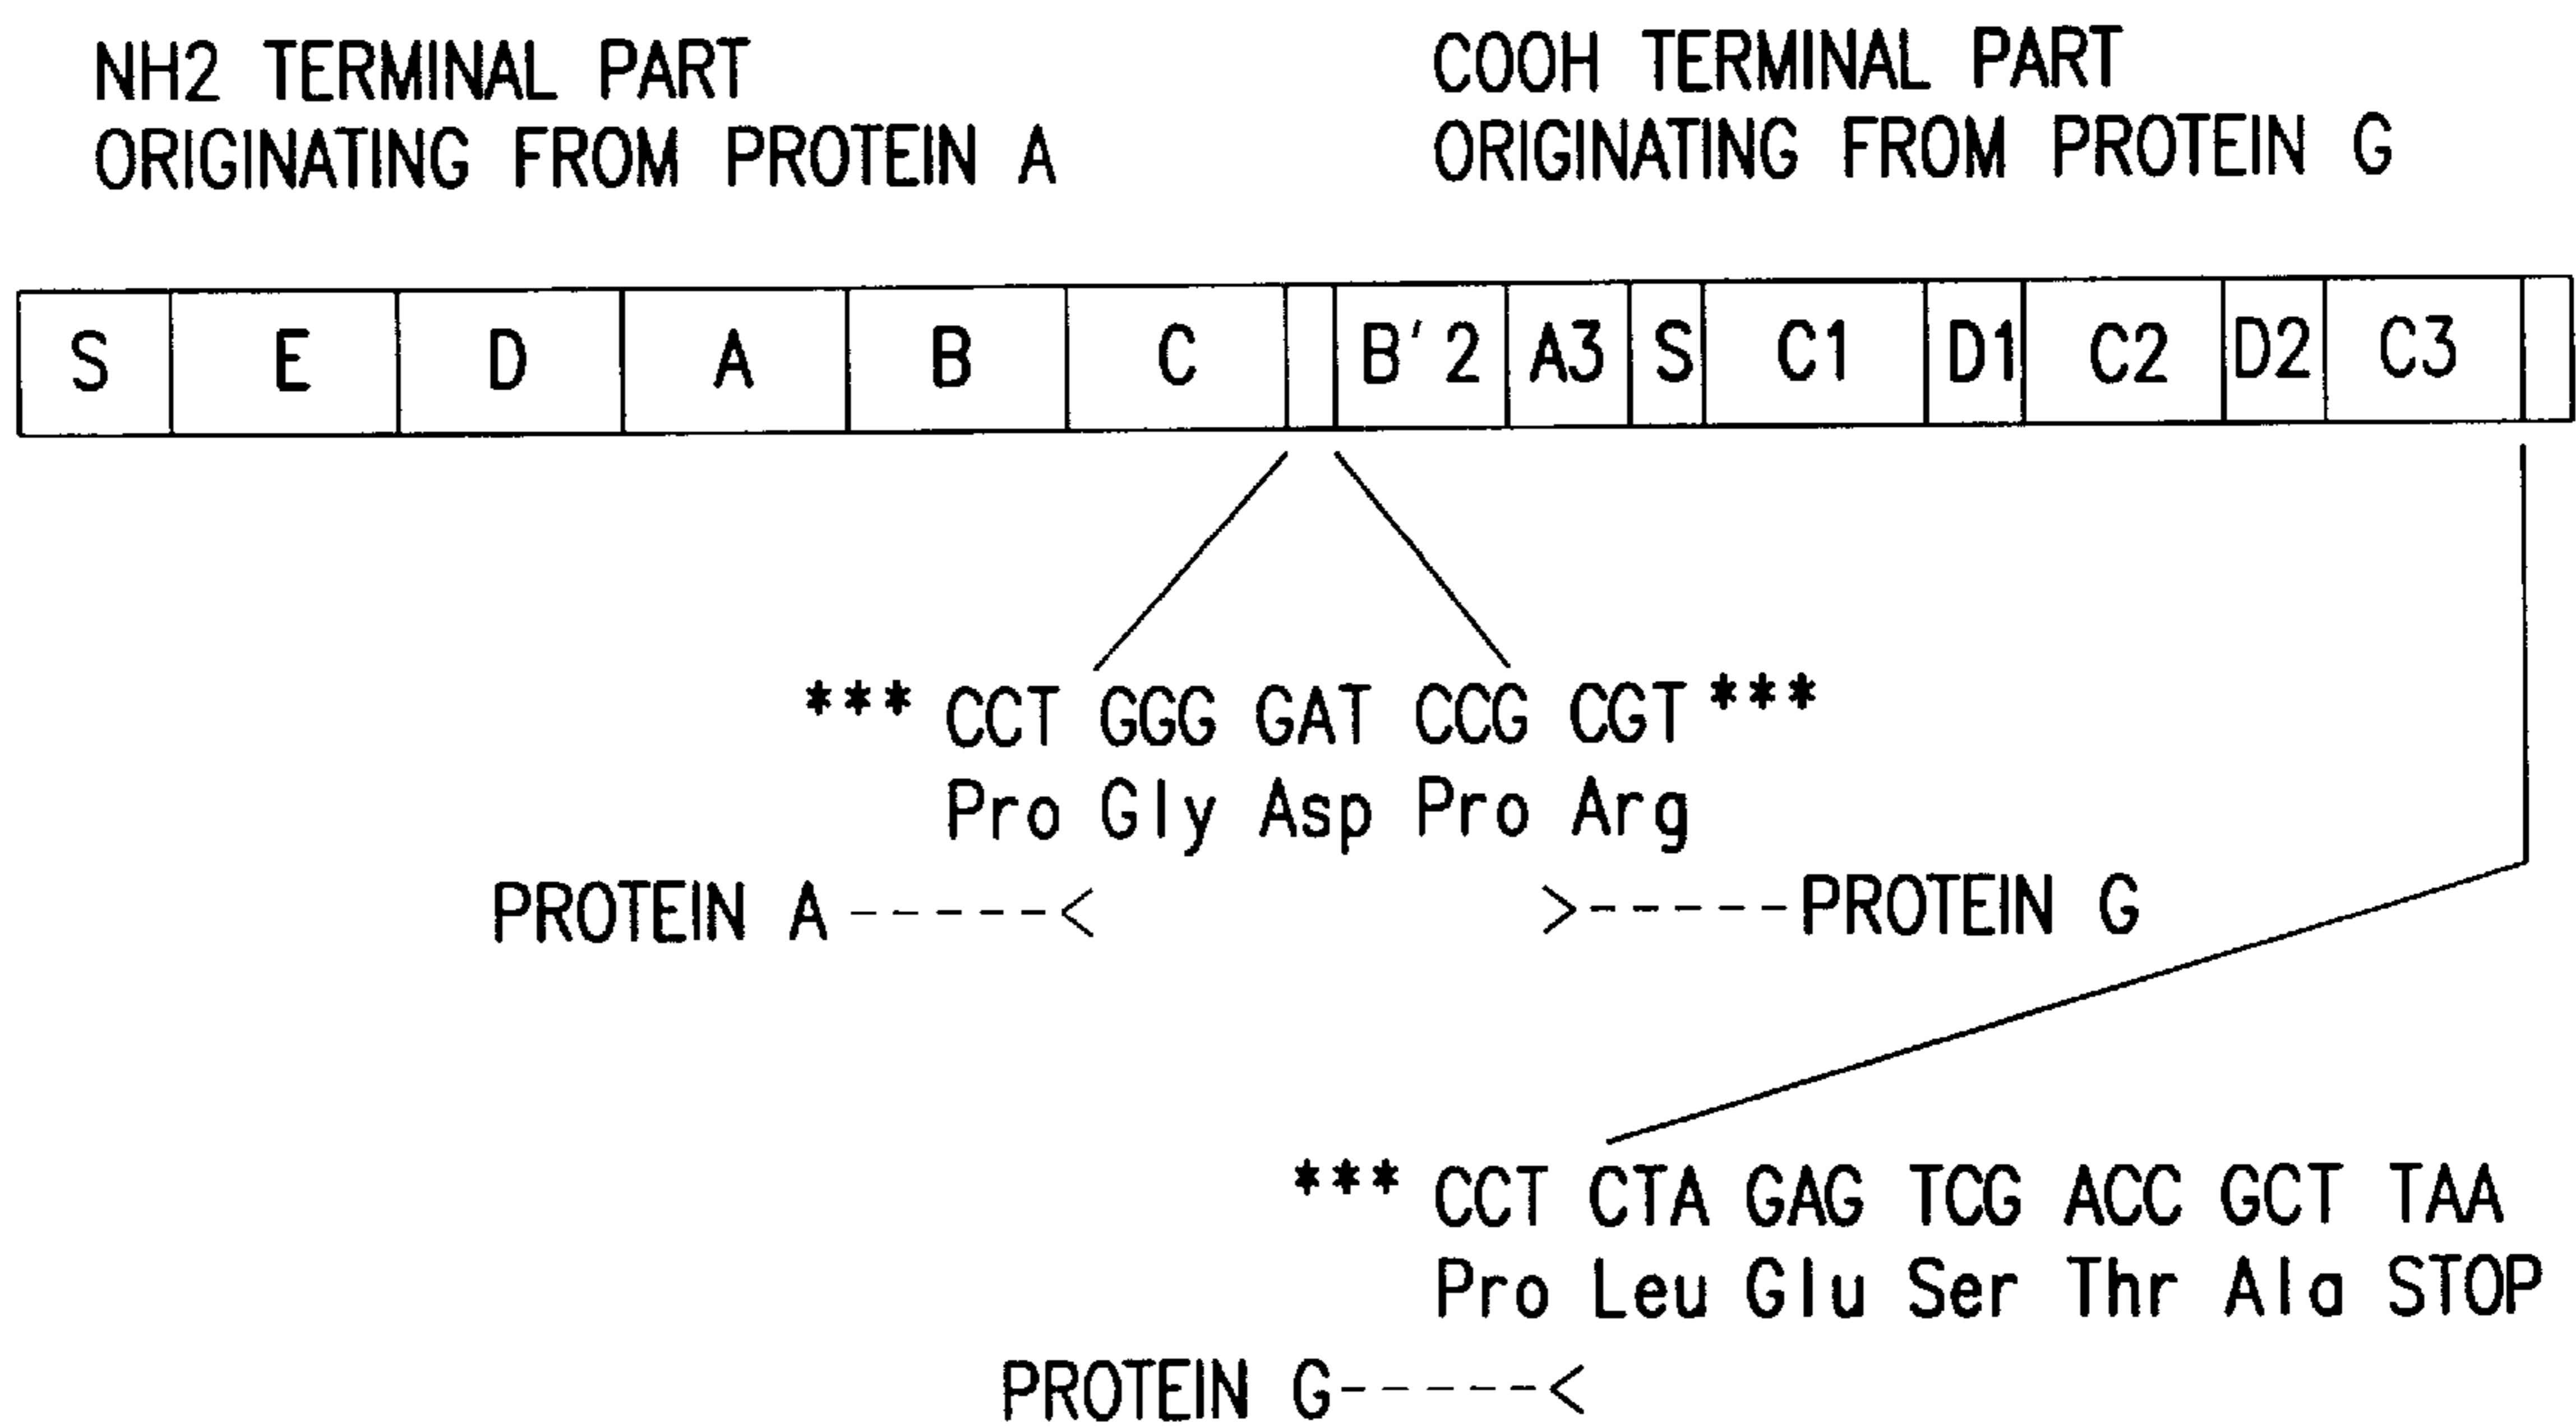 NH2 TERMINAL PART
ORIGINATING FROM PROTEIN A
COOH TERMINAL PART
ORIGINATING FROM PROTEIN G
S E D A B C B'2 A3 S C1 D1 C2 D2 C3
*** CCT GGG GAT CCG CGT ***
Pro Gly Asp Pro Arg
PROTEIN A ------< >-----PROTEIN G
*** CCT CTA GAG TCG ACC GCT TAA
Pro Leu Glu Ser Thr Ala STOP
PROTEIN G------<